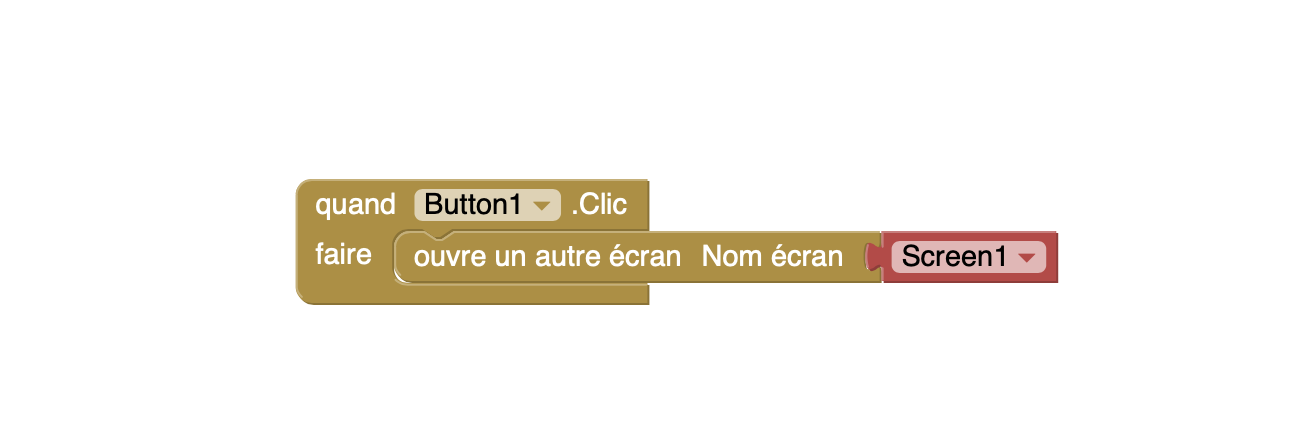 quand Button1 .Clic
faire ouvre un autre écran Nom écran Screen1